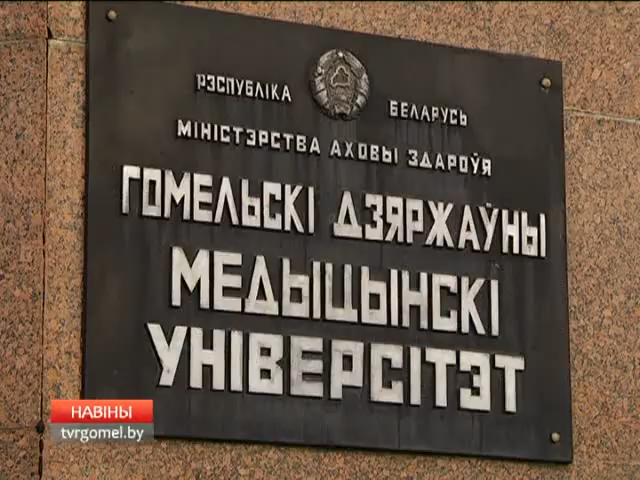 РЭСПУБЛІКА БЕЛАРУСЬ
МІНІСТЭРСТВА АХОВЫ ЗДАРОЎЯ
ГОМЕЛЬСКІ ДЗЯРЖАЎНЫ
МЕДЫЦЫНСКІ
УНІВЕРСІТЭТ
НАВІНЫ
tvrgomel.by